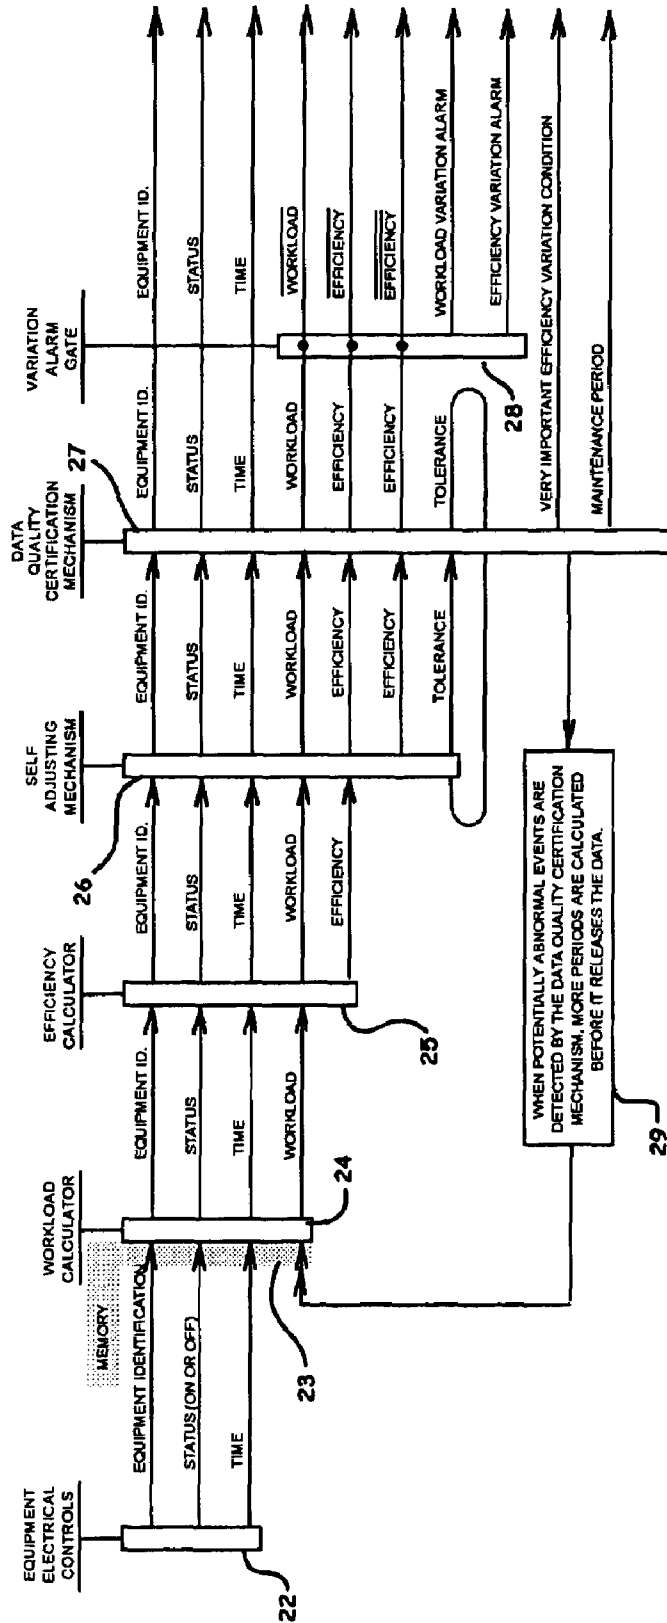 EQUIPMENT
ELECTRICAL
CONTROLS
22
EQUIPMENT IDENTIFICATION
STATUS (ON OR OFF)
TIME
MEMORY
23
WORKLOAD
CALCULATOR
24
EQUIPMENT ID.
STATUS
TIME
WORKLOAD
EFFICIENCY
CALCULATOR
25
EQUIPMENT ID.
STATUS
TIME
WORKLOAD
EFFICIENCY
SELF
ADJUSTING
MECHANISM
26
EQUIPMENT ID.
STATUS
TIME
WORKLOAD
EFFICIENCY
EFFICIENCY
TOLERANCE
DATA
QUALITY
CERTIFICATION
MECHANISM
27
EQUIPMENT ID.
STATUS
TIME
WORKLOAD
EFFICIENCY
EFFICIENCY
TOLERANCE
VARIATION
ALARM
GATE
28
EQUIPMENT ID.
STATUS
TIME
WORKLOAD
EFFICIENCY
EFFICIENCY
WORKLOAD VARIATION ALARM
EFFICIENCY VARIATION ALARM
VERY IMPORTANT EFFICIENCY VARIATION CONDITION
MAINTENANCE PERIOD
WHEN POTENTIALLY ABNORMAL EVENTS ARE
DETECTED BY THE DATA QUALITY CERTIFICATION
MECHANISM, MORE PERIODS ARE CALCULATED
BEFORE IT RELEASES THE DATA.
29